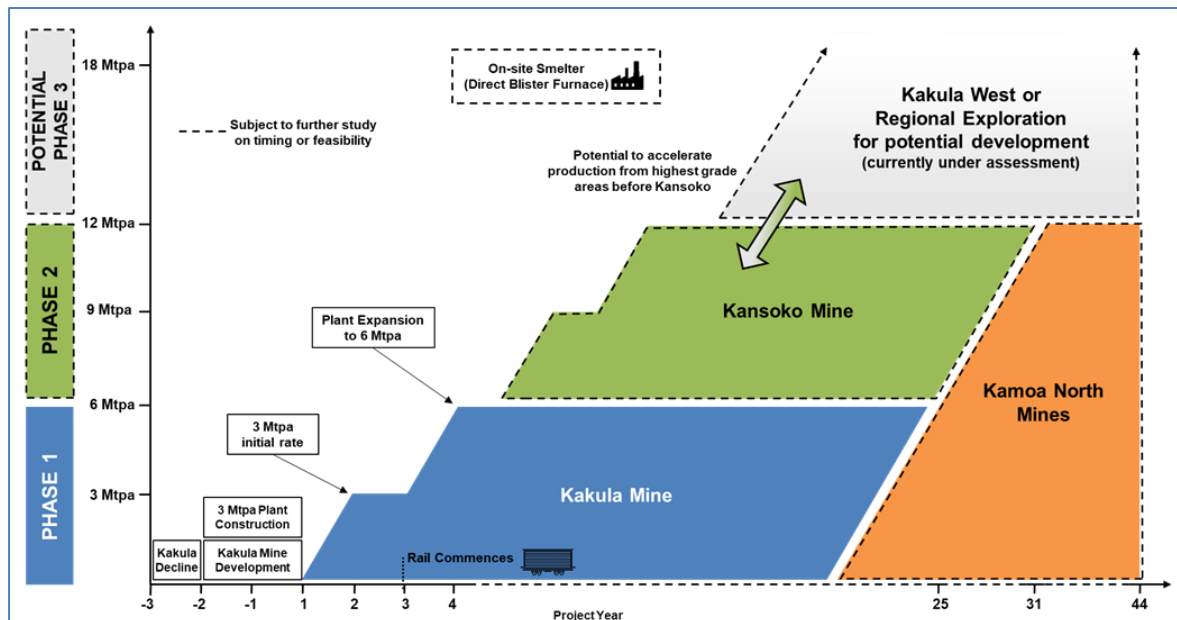 POTENTIAL
PHASE 3
PHASE 2
PHASE 1
18 Mtpa
12 Mtpa
9 Mtpa
6 Mtpa
3 Mtpa
On-site Smelter
(Direct Blister Furnace)
Subject to further study
on timing or feasibility
Potential to accelerate
production from highest grade
areas before Kansoko
Kakula West or
Regional Exploration
for potential development
(currently under assessment)
Plant Expansion
to 6 Mtpa
Kansoko Mine
3 Mtpa
initial rate
Kamoa North
Mines
Kakula Mine
3 Mtpa Plant
Construction
Kakula
Decline
Kakula Mine
Development
Rail Commences
-3 -2 -1 1 2 3 4 25 31 44
Project Year